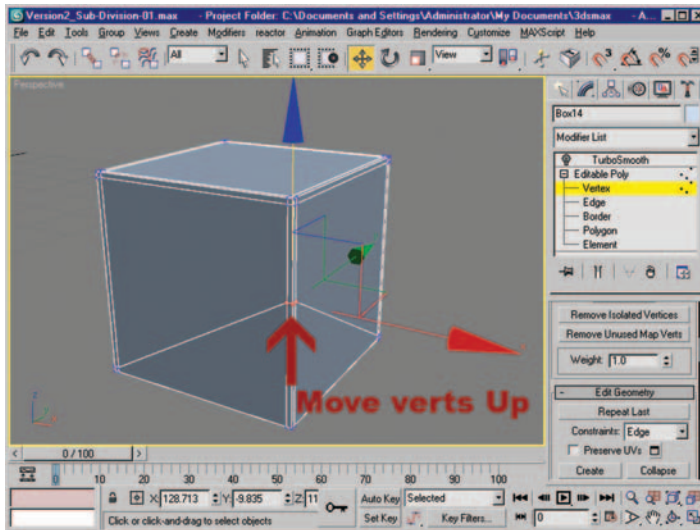 Version2_Sub-Division-01.max - Project Folder: C:\Documents and Settings\Administrator\My Documents\3dsmax - A...
File Edit Tools Group Views Create Modifiers reactor Animation Graph Editors Rendering Customize MAXScript Help
All View 3 %
Perspective
Box14
Modifier List
TurboSmooth
Editable Poly
Vertex
Edge
Border
Polygon
Element
Remove Isolated Vertices
Remove Unused Map Verts
Weight: 1.0
Move verts Up
- Edit Geometry
Repeat Last
Constraints: Edge
Preserve UVs
Create Collapse
z
x
< 0 / 100 >
0 10 20 30 40 50 60 70 80 90 100
X: 128.713 Y: -9.835 Z: 11 Auto Key Selected
Click or click-and-drag to select objects Set Key Key Filters... 0